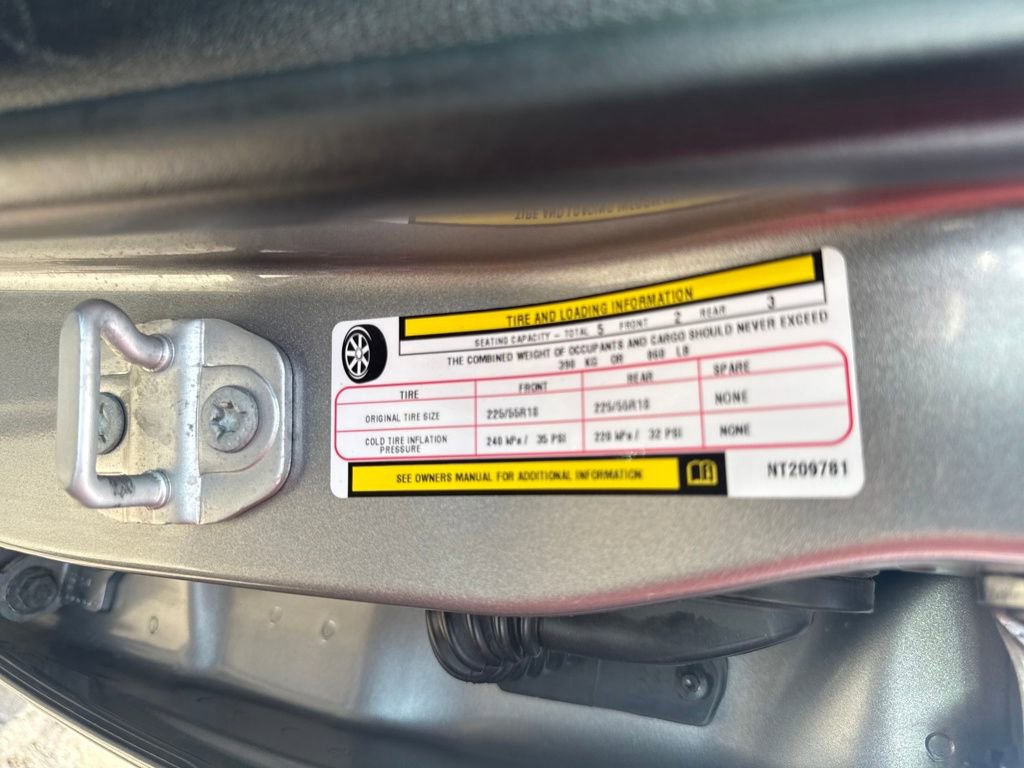 TIRE AND LOADING INFORMATION
SEATING CAPACITY – TOTAL 5 FRONT 2 REAR 3
THE COMBINED WEIGHT OF OCCUPANTS AND CARGO SHOULD NEVER EXCEED
KG OR LB
TIRE FRONT REAR SPARE
ORIGINAL TIRE SIZE 225/55R18 225/55R18 NONE
COLD TIRE INFLATION PRESSURE 240 kPa / 35 PSI 220 kPa / 32 PSI NONE
SEE OWNERS MANUAL FOR ADDITIONAL INFORMATION
NT209781